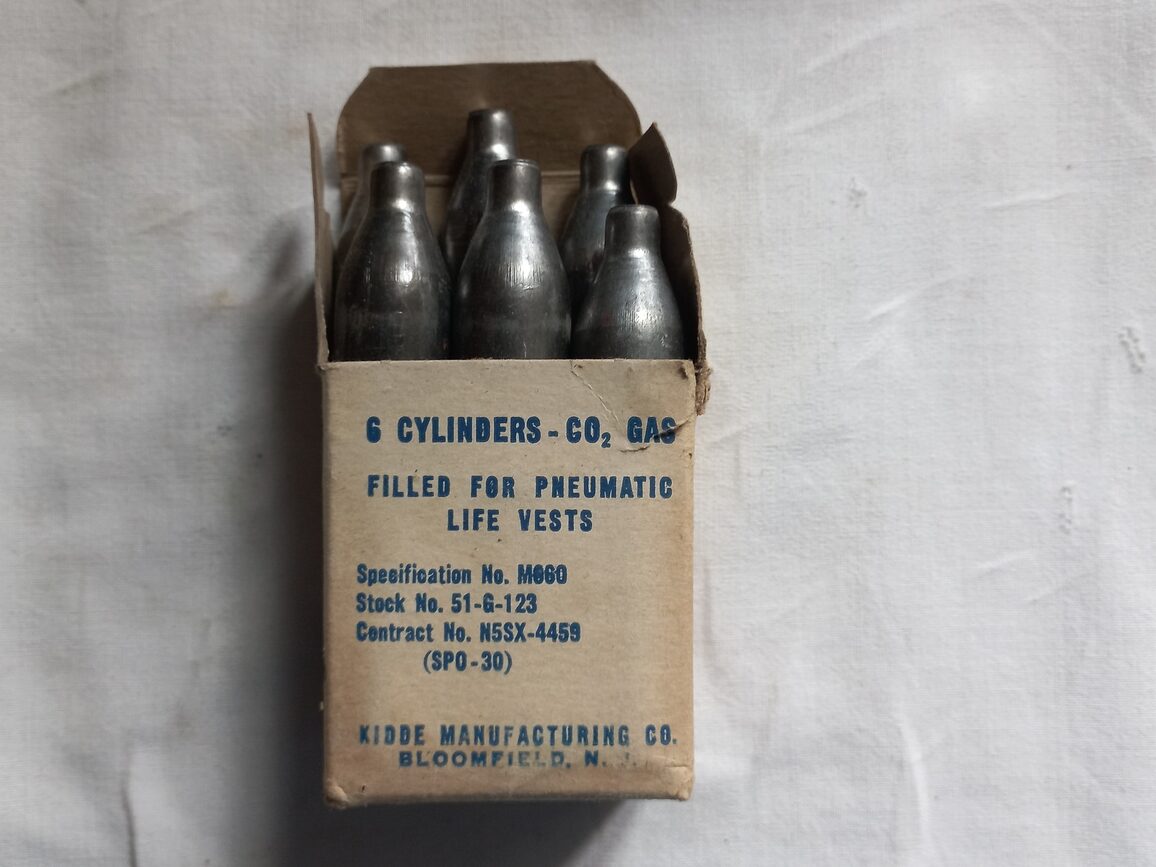 6 CYLINDERS - CO₂ GAS
FILLED FOR PNEUMATIC
LIFE VESTS
Specification No. M660
Stock No. 51-G-123
Contract No. N5SX-4459
(SPO-30)
KIDDE MANUFACTURING CO.
BLOOMFIELD, N. J.